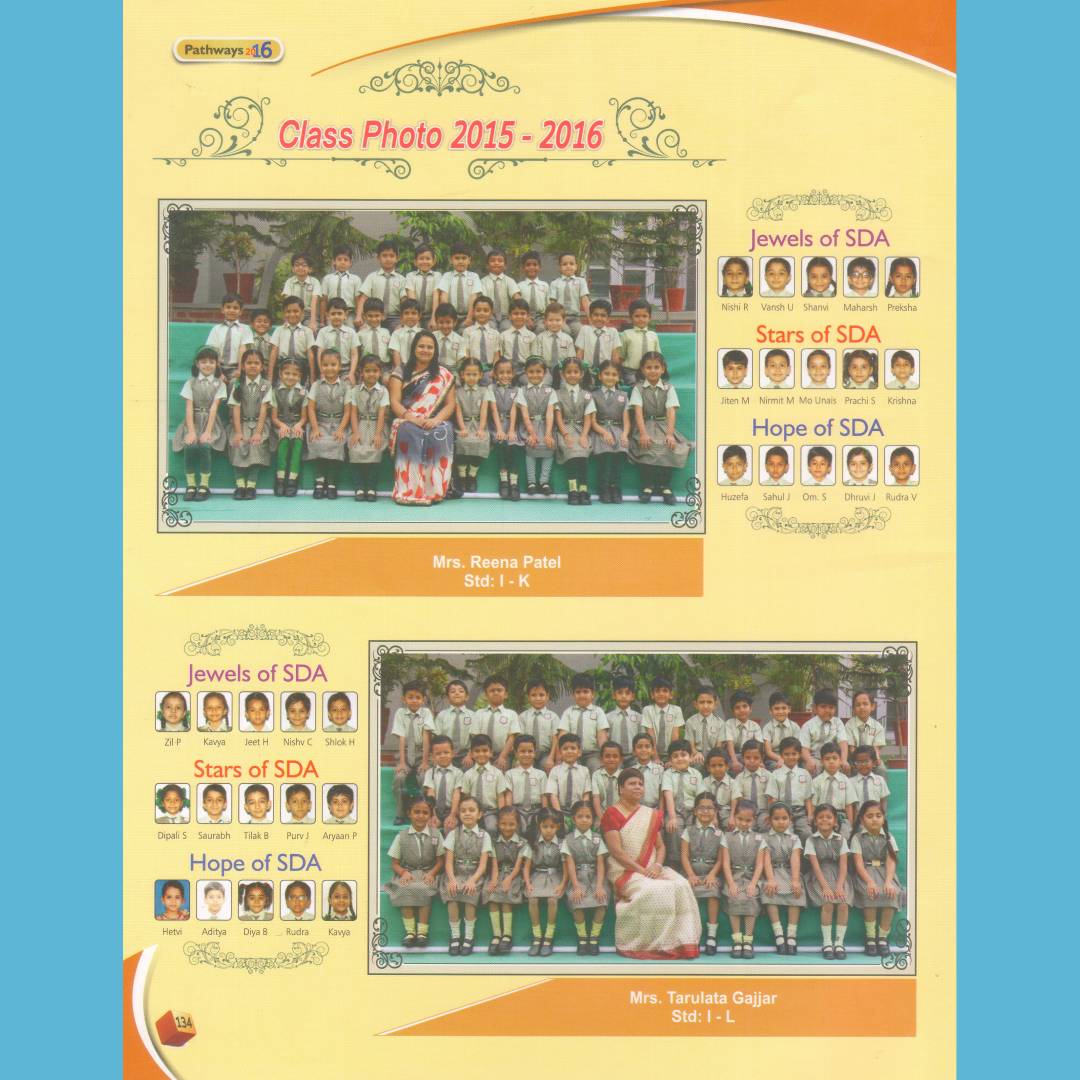 Pathways 2016
Class Photo 2015 - 2016
Jewels of SDA
Nishi R Vansh U Shanvi Maharsh Preksha
Stars of SDA
Jiten M Nirmit M Mo Unais Prachi S Krishna
Hope of SDA
Huzefa Sahul J Om. S Dhruvi J Rudra V
Mrs. Reena Patel
Std: I - K
Jewels of SDA
Zil P Kavya Jeet H Nishv C Shlok H
Stars of SDA
Dipali S Saurabh Tilak B Purv J Aryaan P
Hope of SDA
Hetvi Aditya Diya B Rudra Kavya
Mrs. Tarulata Gajjar
Std: I - L
134